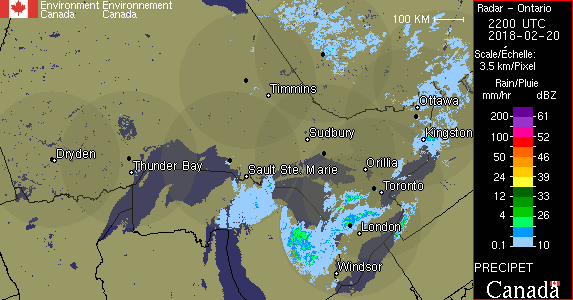 Environment Environnement
Canada Canada
100 KM
Timmins
Ottawa
Sudbury
Kingston
Dryden
Thunder Bay
Sault Ste. Marie
Orillia
Toronto
London
Windsor
Radar - Ontario
2200 UTC
2018-02-20
Scale/Échelle:
3.5 km/Pixel
Rain/Pluie
mm/hr dBZ
200 61
100 52
50 46
24 39
12 33
4 26
0.1 10
PRECIPET
Canada